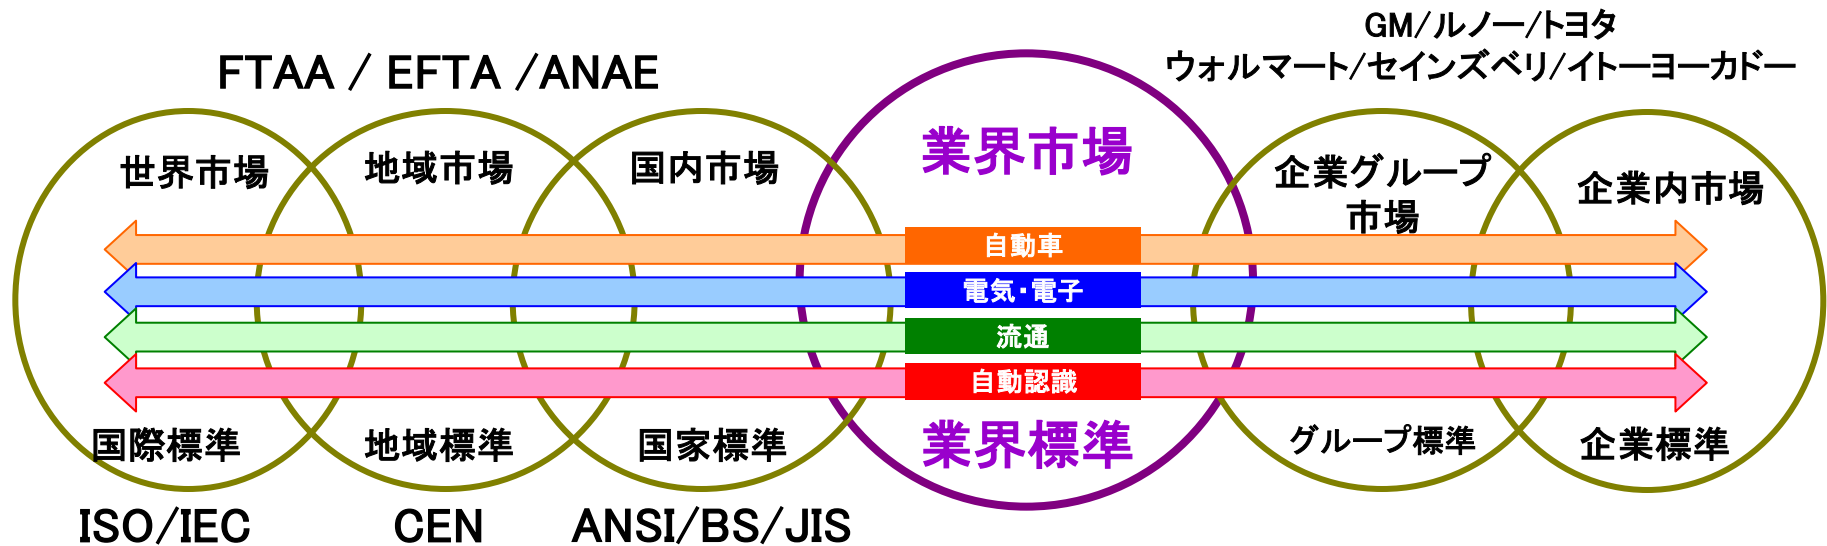 GM/ルノー/トヨタ
ウォルマート/セインズベリ/イトーヨーカドー
FTAA / EFTA /ANAE
世界市場
地域市場
国内市場
業界市場
企業グループ
市場
企業内市場
自動車
電気・電子
流通
自動認識
国際標準
地域標準
国家標準
業界標準
グループ標準
企業標準
ISO/IEC
CEN
ANSI/BS/JIS